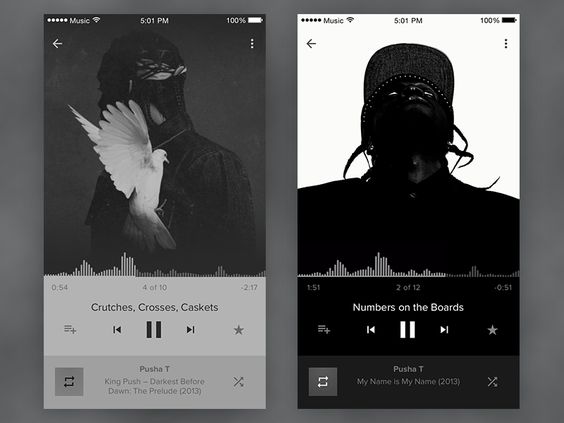 Music 5:01 PM 100%
0:54 4 of 10 -2:17
Crutches, Crosses, Caskets
Pusha T
King Push – Darkest Before
Dawn: The Prelude (2013)
Music 5:01 PM 100%
1:51 2 of 12 -0:51
Numbers on the Boards
Pusha T
My Name is My Name (2013)